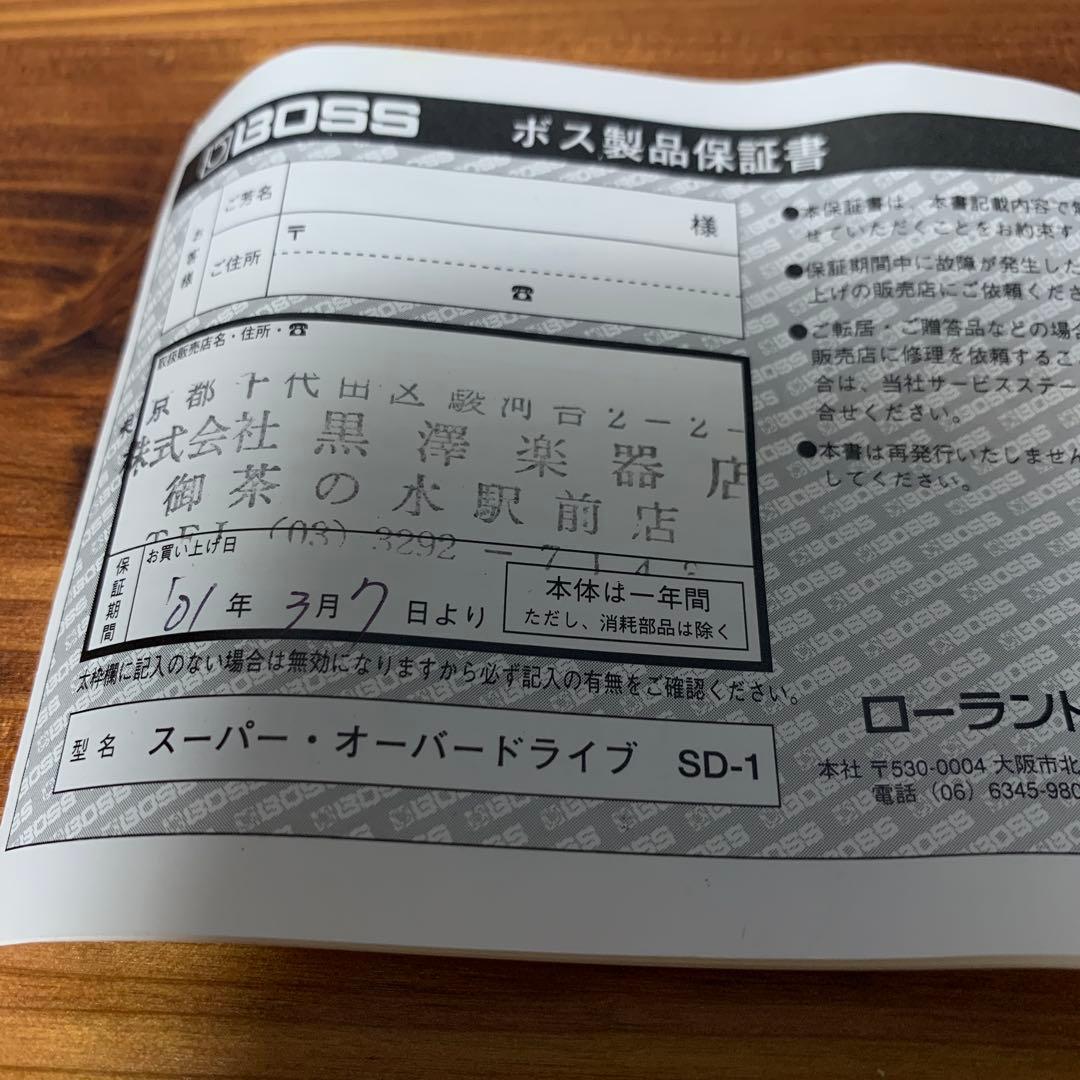 BOSS ボス製品保証書
お客様
ご芳名 様
ご住所 〒
☎
取扱販売店名・住所・☎
東京都千代田区駿河台2-2-
株式会社 黒澤楽器店
御茶の水駅前店
TEL (03) 3292-
保証期間
お買い上げ日
'01年 3月7日より
本体は一年間
ただし、消耗部品は除く
太枠欄に記入のない場合は無効になりますから必ず記入の有無をご確認ください。
型名 スーパー・オーバードライブ SD-1
●本保証書は、本書記載内容で
せていただくことをお約束す
●保証期間中に故障が発生した
上げの販売店にご依頼くださ
●ご転居・ご贈答品などの場合
販売店に修理を依頼するこ
合は、当社サービスステー
合せください。
●本書は再発行いたしません
してください。
ローランド
本社 〒530-0004 大阪市北
電話 (06) 6345-980